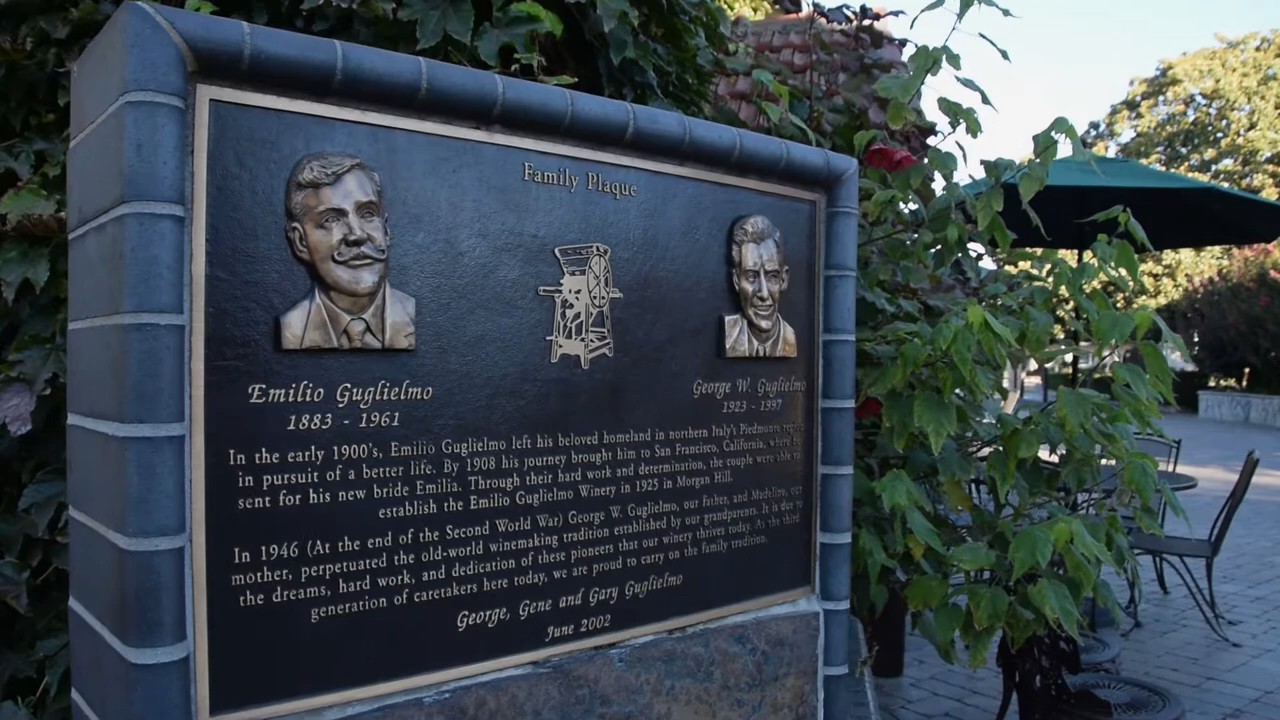 Family Plaque
Emilio Guglielmo
1883 - 1961
George W. Guglielmo
1923 - 1997
In the early 1900's, Emilio Guglielmo left his beloved homeland in northern Italy's Piedmonte region
in pursuit of a better life. By 1908 his journey brought him to San Francisco, California, where he
sent for his new bride Emilia. Through their hard work and determination, the couple were able to
establish the Emilio Guglielmo Winery in 1925 in Morgan Hill.
In 1946 (At the end of the Second World War) George W. Guglielmo, our Father, and Madeline, our
mother, perpetuated the old-world winemaking tradition established by our grandparents. It is due to
the dreams, hard work, and dedication of these pioneers that our winery thrives today. As the third
generation of caretakers here today, we are proud to carry on the Family tradition.
George, Gene and Gary Guglielmo
June 2002